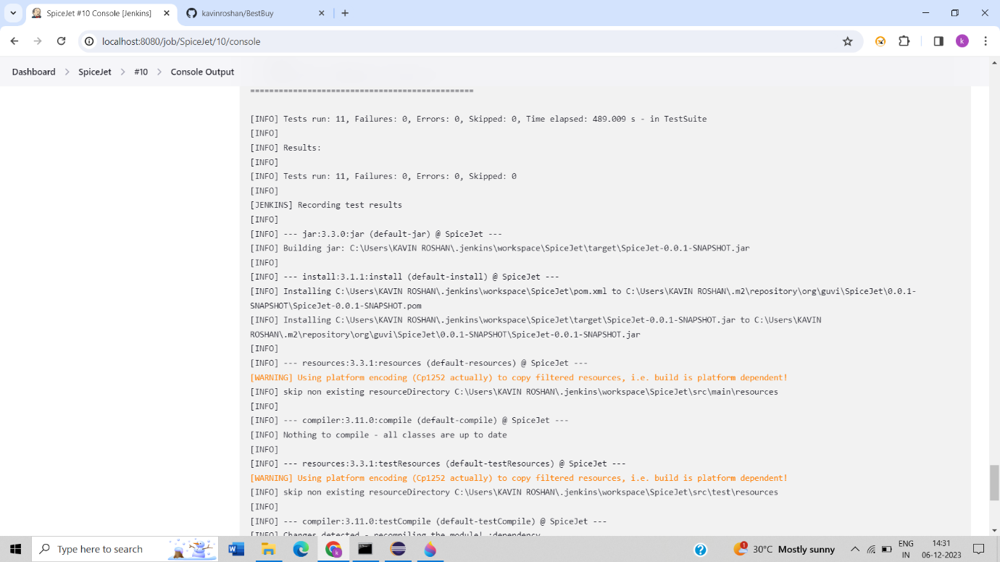 SpiceJet #10 Console [Jenkins]
kavinroshan/BestBuy
localhost:8080/job/SpiceJet/10/console
k
Dashboard > SpiceJet > #10 > Console Output
===============================================
[INFO] Tests run: 11, Failures: 0, Errors: 0, Skipped: 0, Time elapsed: 489.009 s - in TestSuite
[INFO]
[INFO] Results:
[INFO]
[INFO] Tests run: 11, Failures: 0, Errors: 0, Skipped: 0
[INFO]
[JENKINS] Recording test results
[INFO]
[INFO] --- jar:3.3.0:jar (default-jar) @ SpiceJet ---
[INFO] Building jar: C:\Users\KAVIN ROSHAN\.jenkins\workspace\SpiceJet\target\SpiceJet-0.0.1-SNAPSHOT.jar
[INFO]
[INFO] --- install:3.1.1:install (default-install) @ SpiceJet ---
[INFO] Installing C:\Users\KAVIN ROSHAN\.jenkins\workspace\SpiceJet\pom.xml to C:\Users\KAVIN ROSHAN\.m2\repository\org\guvi\SpiceJet\0.0.1-
SNAPSHOT\SpiceJet-0.0.1-SNAPSHOT.pom
[INFO] Installing C:\Users\KAVIN ROSHAN\.jenkins\workspace\SpiceJet\target\SpiceJet-0.0.1-SNAPSHOT.jar to C:\Users\KAVIN
ROSHAN\.m2\repository\org\guvi\SpiceJet\0.0.1-SNAPSHOT\SpiceJet-0.0.1-SNAPSHOT.jar
[INFO]
[INFO] --- resources:3.3.1:resources (default-resources) @ SpiceJet ---
[WARNING] Using platform encoding (Cp1252 actually) to copy filtered resources, i.e. build is platform dependent!
[INFO] skip non existing resourceDirectory C:\Users\KAVIN ROSHAN\.jenkins\workspace\SpiceJet\src\main\resources
[INFO]
[INFO] --- compiler:3.11.0:compile (default-compile) @ SpiceJet ---
[INFO] Nothing to compile - all classes are up to date
[INFO]
[INFO] --- resources:3.3.1:testResources (default-testResources) @ SpiceJet ---
[WARNING] Using platform encoding (Cp1252 actually) to copy filtered resources, i.e. build is platform dependent!
[INFO] skip non existing resourceDirectory C:\Users\KAVIN ROSHAN\.jenkins\workspace\SpiceJet\src\test\resources
[INFO]
[INFO] --- compiler:3.11.0:testCompile (default-testCompile) @ SpiceJet ---
[INFO] Changes detected - recompiling the module! :dependency
Type here to search
1
30°C Mostly sunny
ENG
IN
14:31
06-12-2023